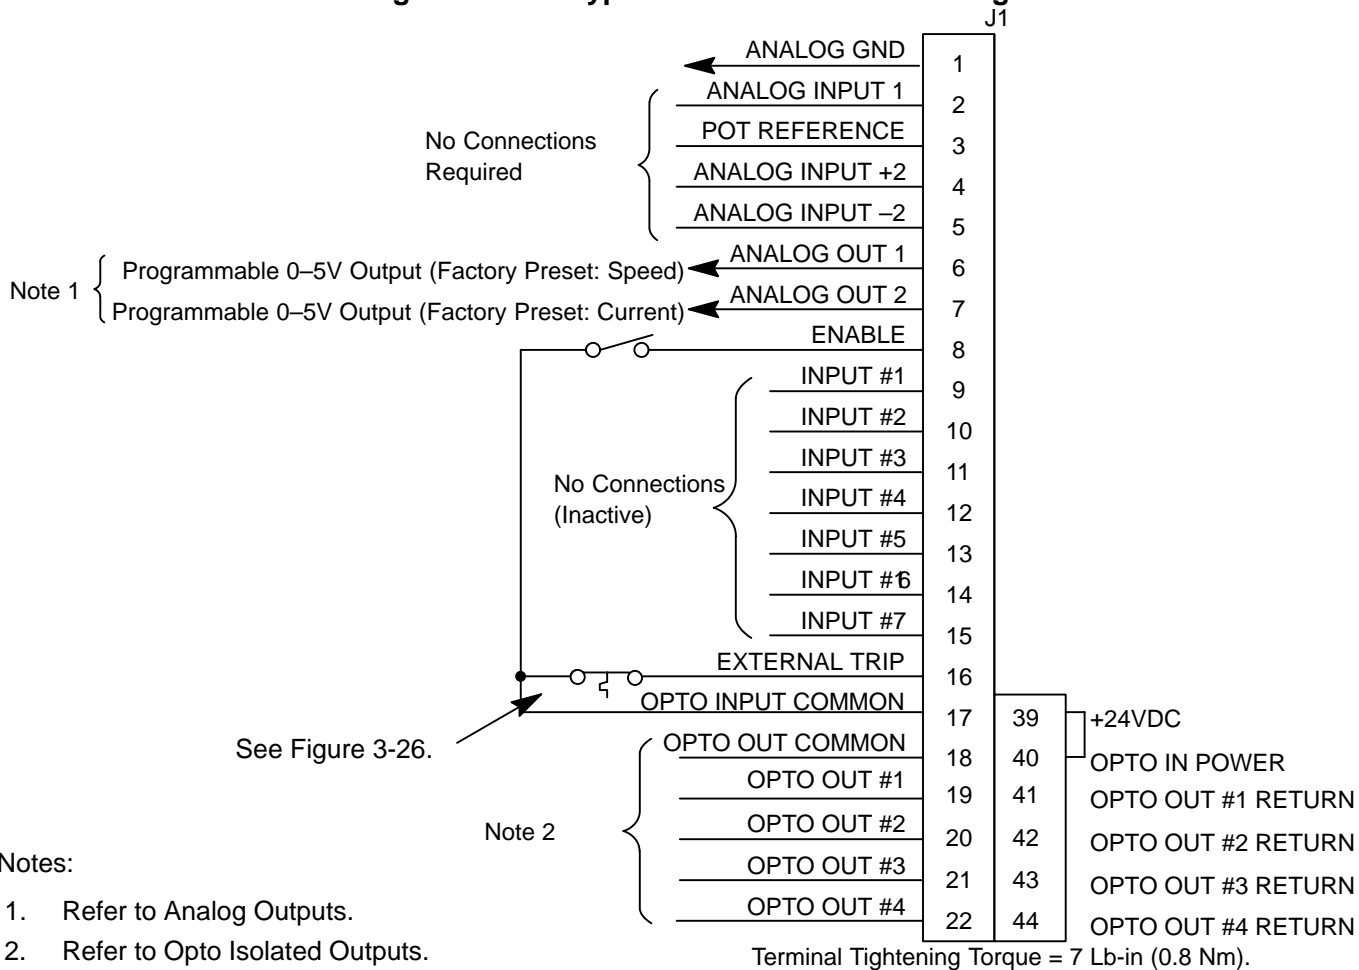 J1
ANALOG GND 1
ANALOG INPUT 1 2
POT REFERENCE 3
ANALOG INPUT +2 4
ANALOG INPUT –2 5
No Connections
Required
ANALOG OUT 1 6
Programmable 0–5V Output (Factory Preset: Speed)
Note 1
ANALOG OUT 2 7
Programmable 0–5V Output (Factory Preset: Current)
ENABLE 8
INPUT #1 9
INPUT #2 10
INPUT #3 11
INPUT #4 12
INPUT #5 13
INPUT #6 14
INPUT #7 15
No Connections
(Inactive)
EXTERNAL TRIP 16
OPTO INPUT COMMON 17 39 +24VDC
See Figure 3-26.
OPTO OUT COMMON 18 40 OPTO IN POWER
OPTO OUT #1 19 41 OPTO OUT #1 RETURN
OPTO OUT #2 20 42 OPTO OUT #2 RETURN
Note 2
OPTO OUT #3 21 43 OPTO OUT #3 RETURN
OPTO OUT #4 22 44 OPTO OUT #4 RETURN
Notes:
1. Refer to Analog Outputs.
2. Refer to Opto Isolated Outputs.
Terminal Tightening Torque = 7 Lb-in (0.8 Nm).